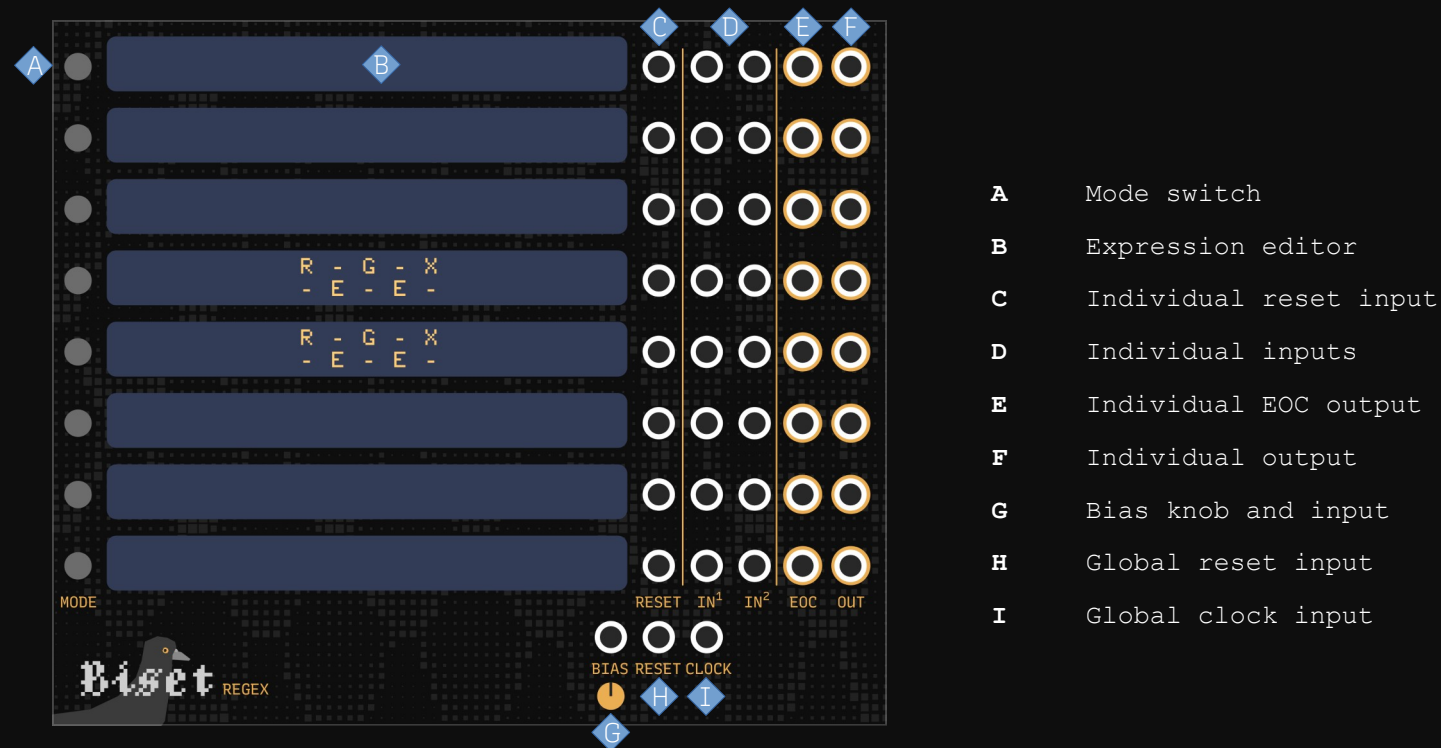 C D E F
A B
R - G - X
- E - E -
R - G - X
- E - E -
MODE RESET IN¹ IN² EOC OUT
BIAS RESET CLOCK
Biset REGEX
H I
G
A Mode switch
B Expression editor
C Individual reset input
D Individual inputs
E Individual EOC output
F Individual output
G Bias knob and input
H Global reset input
I Global clock input